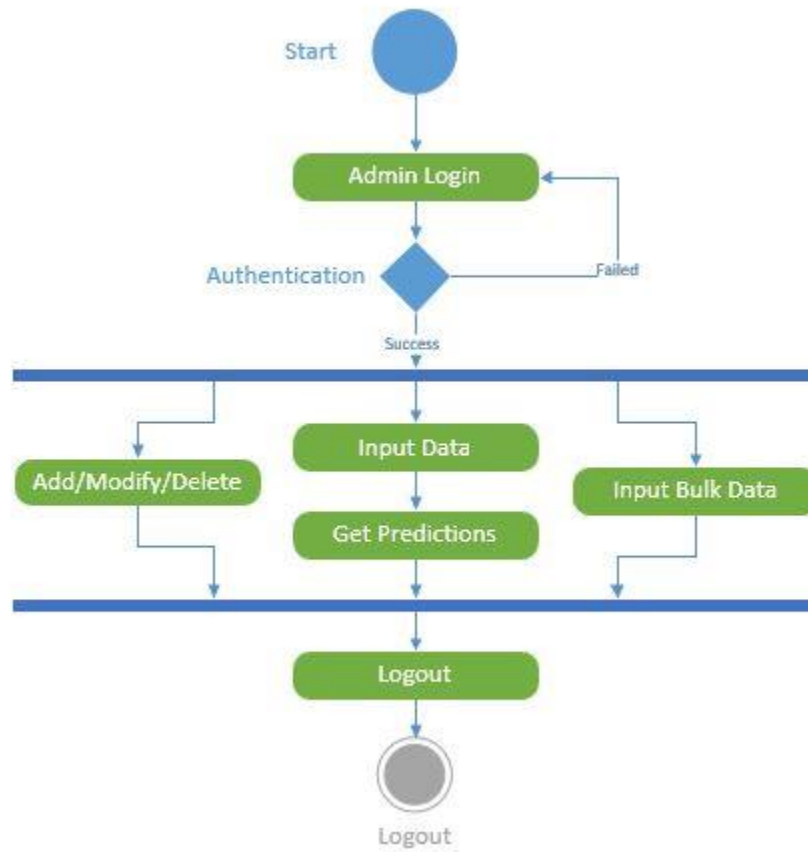 Start
Admin Login
Authentication
Failed
Success
Input Data
Add/Modify/Delete
Input Bulk Data
Get Predictions
Logout
Logout